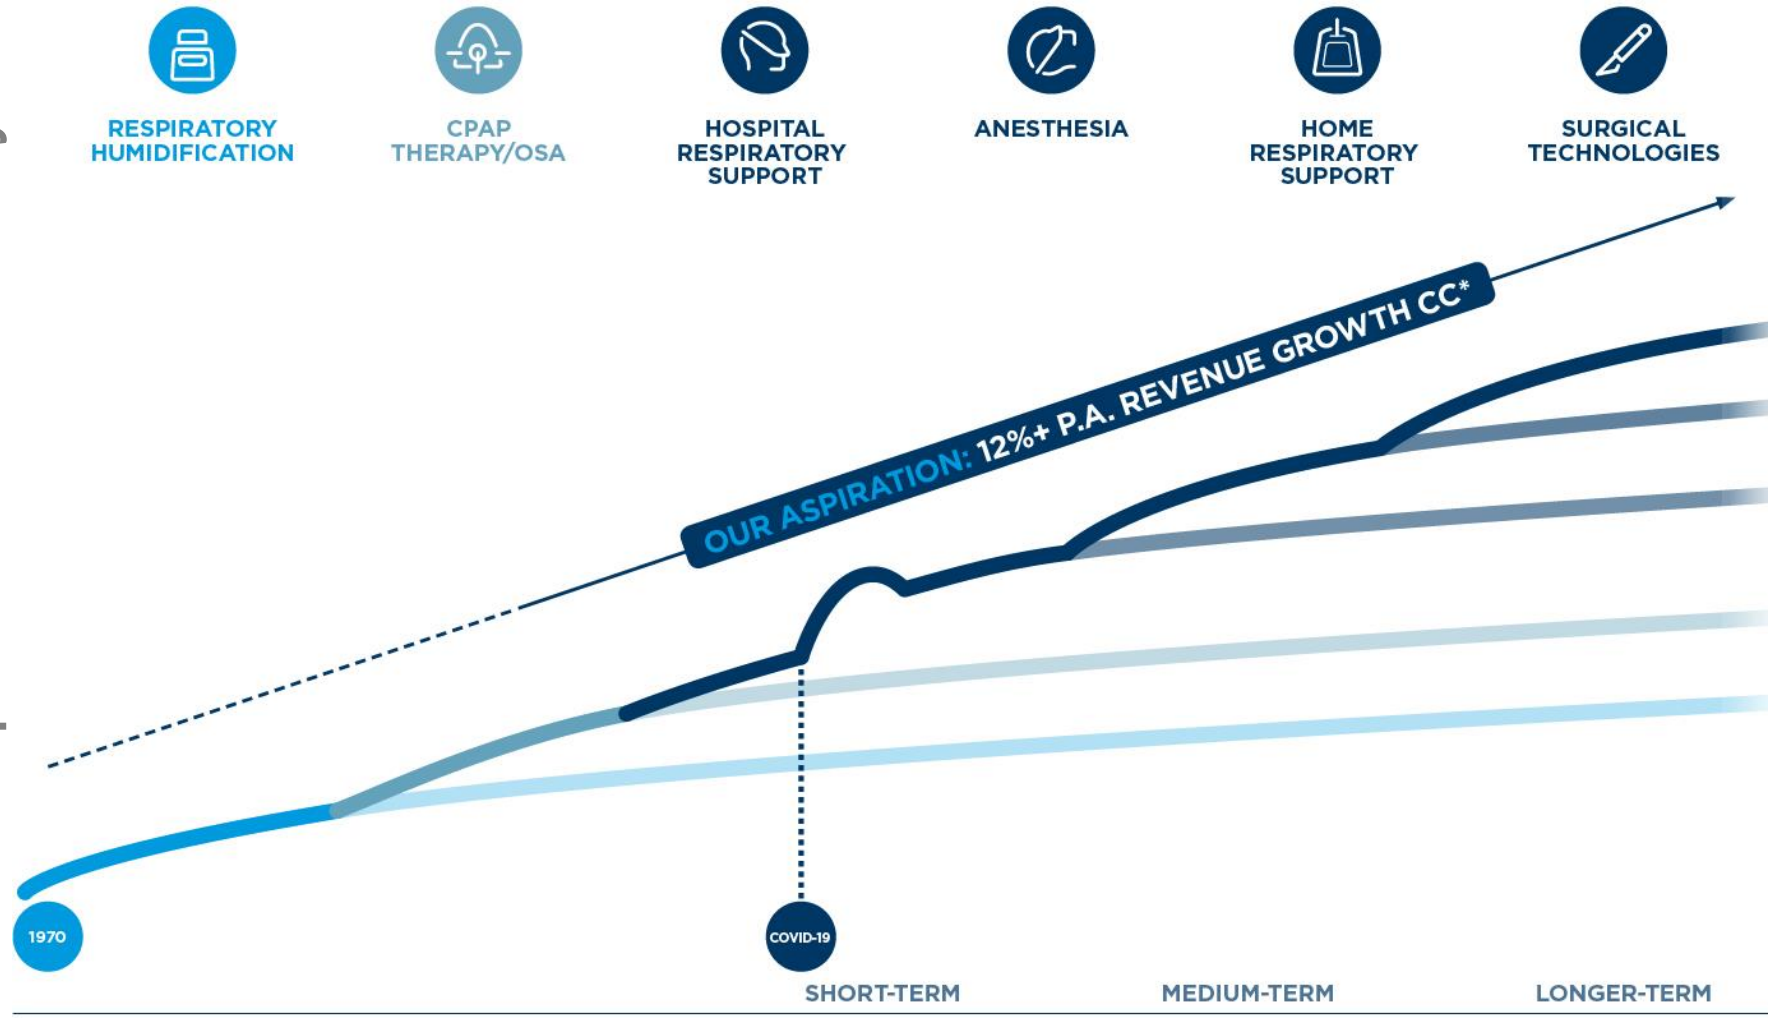 RESPIRATORY
HUMIDIFICATION
CPAP
THERAPY/OSA
HOSPITAL
RESPIRATORY
SUPPORT
ANESTHESIA
HOME
RESPIRATORY
SUPPORT
SURGICAL
TECHNOLOGIES
OUR ASPIRATION: 12%+ P.A. REVENUE GROWTH CC*
1970
COVID-19
SHORT-TERM
MEDIUM-TERM
LONGER-TERM